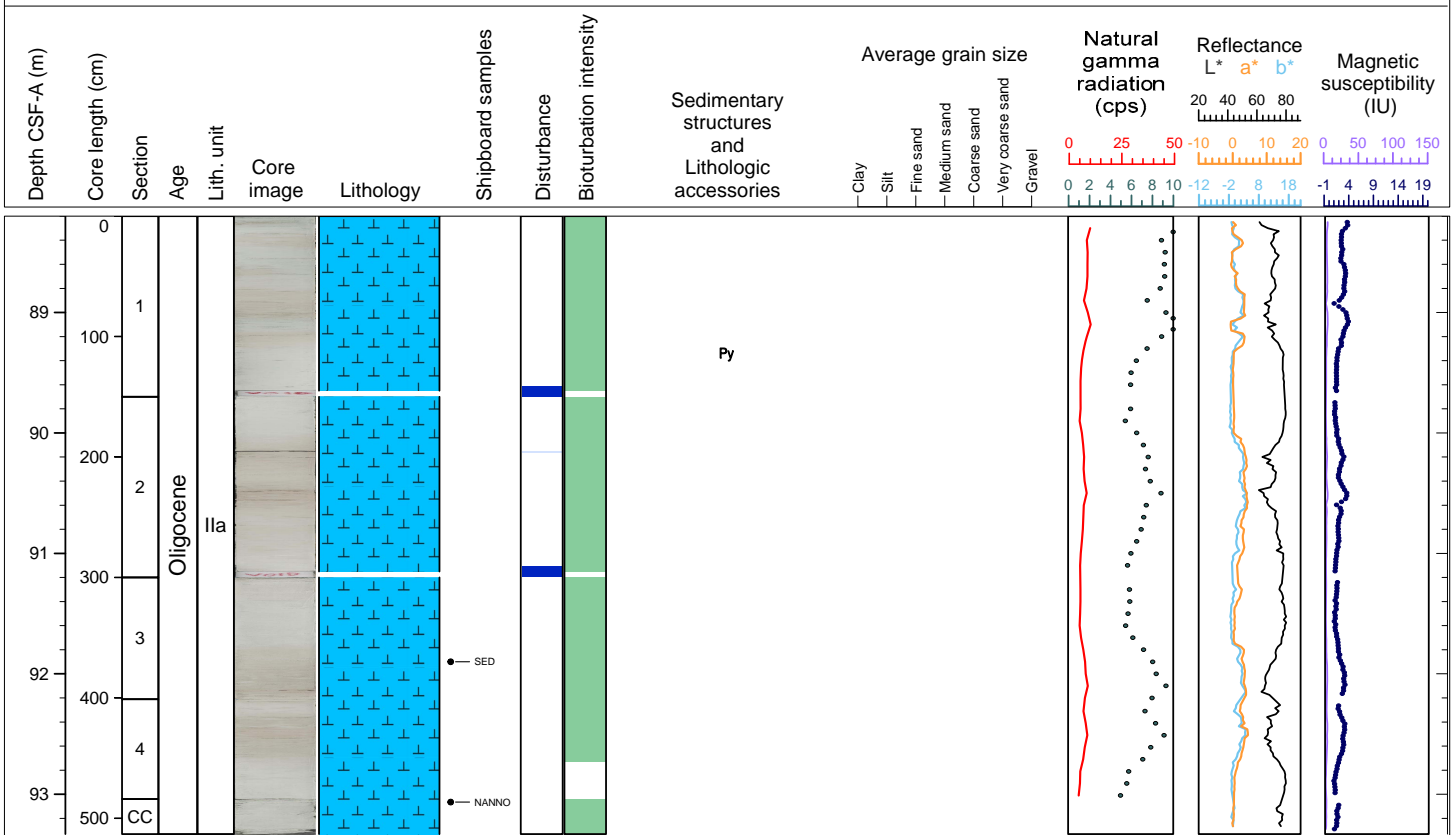 Depth CSF-A (m)
Core length (cm)
Section
Age
Lith. unit
Core
image
Lithology
Shipboard samples
Disturbance
Bioturbation intensity
Sedimentary
structures
and
Lithologic
accessories
Average grain size
Clay
Silt
Fine sand
Medium sand
Coarse sand
Very coarse sand
Gravel
Natural
gamma
radiation
(cps)
0 25 50
0 2 4 6 8 10
Reflectance
L* a* b*
20 40 60 80
-10 0 10 20
-12 -2 8 18
Magnetic
susceptibility
(IU)
0 50 100 150
-1 4 9 14 19
0
1
89
100
Py
Void
90
200
2
Oligocene
IIa
91
300
Void
3
SED
92
400
4
93
NANNO
500
CC